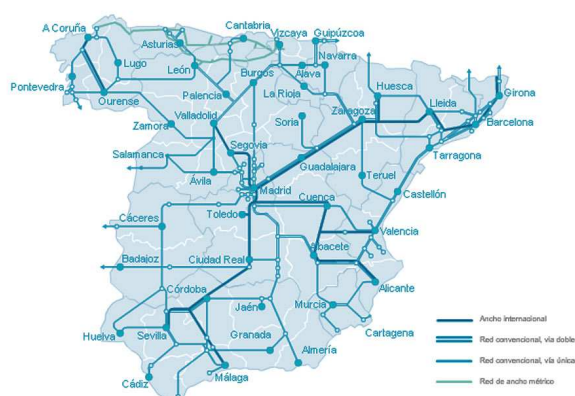 A Coruña
Asturias
Cantabria
Vizcaya
Guipúzcoa
Lugo
León
Burgos
Álava
Navarra
Pontevedra
Ourense
Palencia
La Rioja
Huesca
Lleida
Girona
Zamora
Valladolid
Soria
Zaragoza
Barcelona
Salamanca
Segovia
Guadalajara
Tarragona
Ávila
Madrid
Teruel
Castellón
Cáceres
Toledo
Cuenca
Valencia
Badajoz
Ciudad Real
Albacete
Alicante
Córdoba
Jaén
Murcia
Cartagena
Huelva
Sevilla
Granada
Almería
Cádiz
Málaga
Ancho internacional
Red convencional, vía doble
Red convencional, vía única
Red de ancho métrico